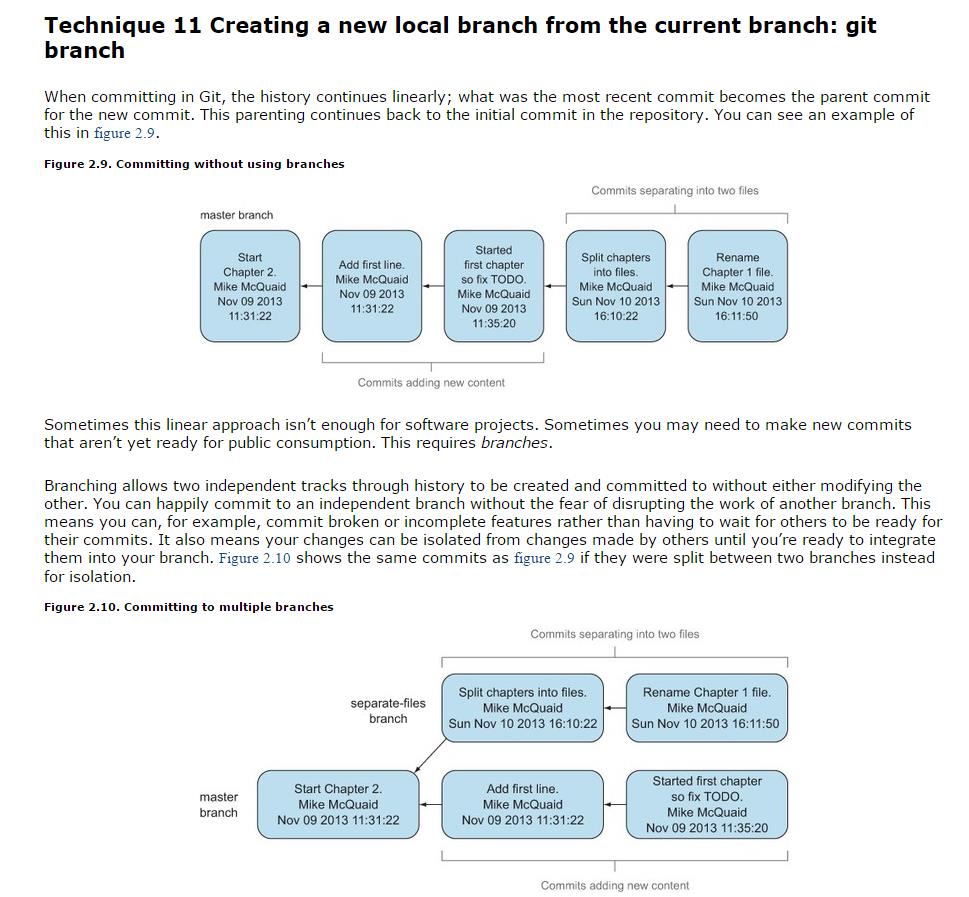 Technique 11 Creating a new local branch from the current branch: git
branch
When committing in Git, the history continues linearly; what was the most recent commit becomes the parent commit
for the new commit. This parenting continues back to the initial commit in the repository. You can see an example of
this in figure 2.9.
Figure 2.9. Committing without using branches
Commits separating into two files
master branch
Start
Chapter 2.
Mike McQuaid
Nov 09 2013
11:31:22
Add first line.
Mike McQuaid
Nov 09 2013
11:31:22
Started
first chapter
so fix TODO.
Mike McQuaid
Nov 09 2013
11:35:20
Split chapters
into files.
Mike McQuaid
Sun Nov 10 2013
16:10:22
Rename
Chapter 1 file.
Mike McQuaid
Sun Nov 10 2013
16:11:50
Commits adding new content
Sometimes this linear approach isn’t enough for software projects. Sometimes you may need to make new commits
that aren’t yet ready for public consumption. This requires branches.
Branching allows two independent tracks through history to be created and committed to without either modifying the
other. You can happily commit to an independent branch without the fear of disrupting the work of another branch. This
means you can, for example, commit broken or incomplete features rather than having to wait for others to be ready for
their commits. It also means your changes can be isolated from changes made by others until you’re ready to integrate
them into your branch. Figure 2.10 shows the same commits as figure 2.9 if they were split between two branches instead
for isolation.
Figure 2.10. Committing to multiple branches
Commits separating into two files
separate-files
branch
Split chapters into files.
Mike McQuaid
Sun Nov 10 2013 16:10:22
Rename Chapter 1 file.
Mike McQuaid
Sun Nov 10 2013 16:11:50
master
branch
Start Chapter 2.
Mike McQuaid
Nov 09 2013 11:31:22
Add first line.
Mike McQuaid
Nov 09 2013 11:31:22
Started first chapter
so fix TODO.
Mike McQuaid
Nov 09 2013 11:35:20
Commits adding new content